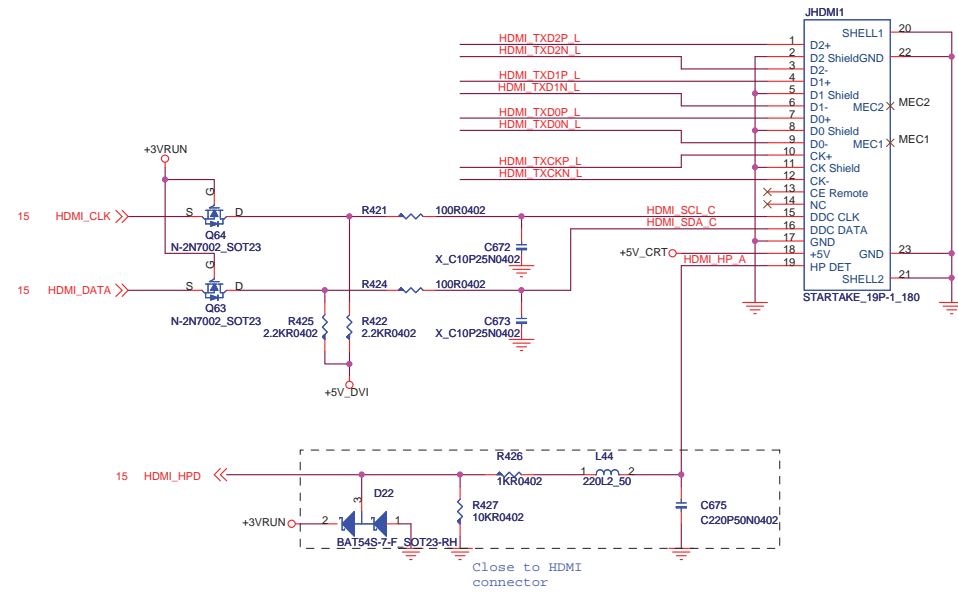 JHDMI1
HDMI_TXD2P_L
HDMI_TXD2N_L
HDMI_TXD1P_L
HDMI_TXD1N_L
HDMI_TXD0P_L
HDMI_TXD0N_L
HDMI_TXCKP_L
HDMI_TXCKN_L
HDMI_SCL_C
HDMI_SDA_C
+5V_CRT
HDMI_HP_A
1 D2+
2 D2 Shield
3 D2-
4 D1+
5 D1 Shield
6 D1-
7 D0+
8 D0 Shield
9 D0-
10 CK+
11 CK Shield
12 CK-
13 CE Remote
14 NC
15 DDC CLK
16 DDC DATA
17 GND
18 +5V
19 HP DET
SHELL1 20
GND 22
MEC2 MEC2
MEC1 MEC1
GND 23
SHELL2 21
STARTAKE_19P-1_180
+3VRUN
15 HDMI_CLK
S G D
Q64
N-2N7002_SOT23
15 HDMI_DATA
S G D
Q63
N-2N7002_SOT23
R421 100R0402
C672
X_C10P25N0402
R424 100R0402
C673
X_C10P25N0402
R425
2.2KR0402
R422
2.2KR0402
+5V_DVI
15 HDMI_HPD
R426
1KR0402
L44
1 2
220L2_50
D22
3
+3VRUN 2 1
BAT54S-7-F_SOT23-RH
R427
10KR0402
C675
C220P50N0402
Close to HDMI
connector